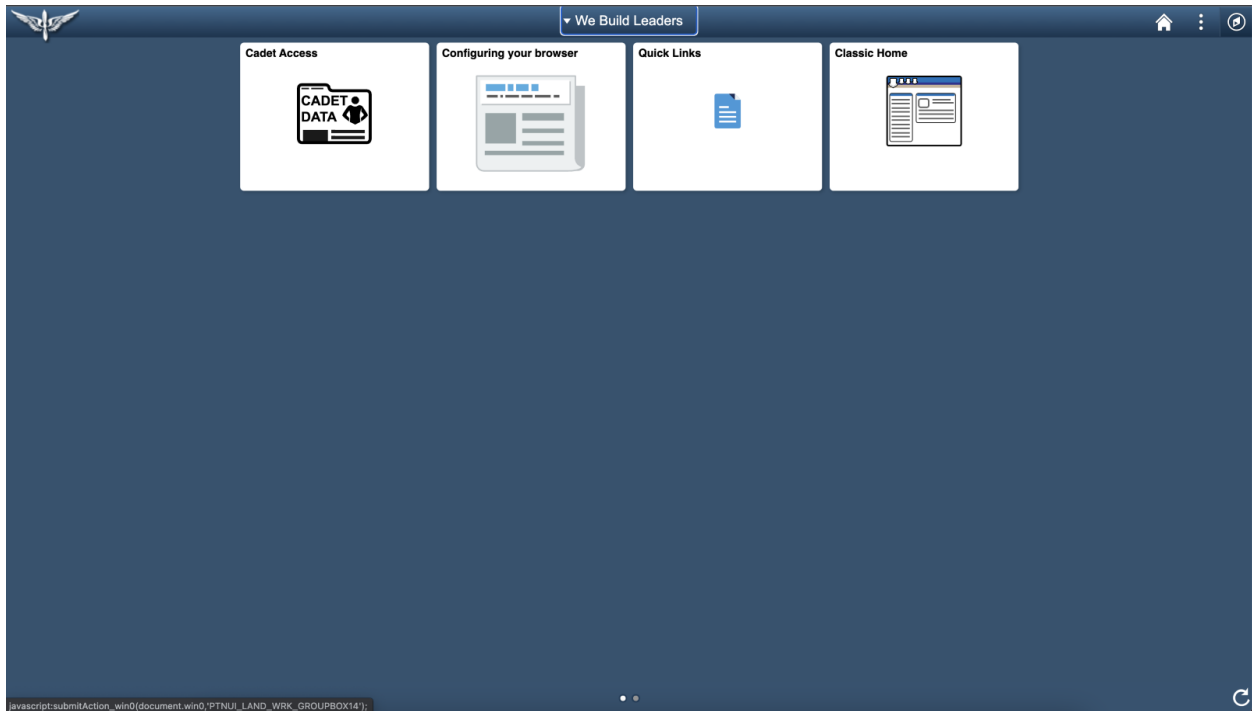 ▾ We Build Leaders
Cadet Access
CADET
DATA
Configuring your browser
Quick Links
Classic Home
javascript:submitAction_win0(document.win0,'PTNUI_LAND_WRK_GROUPBOX14');